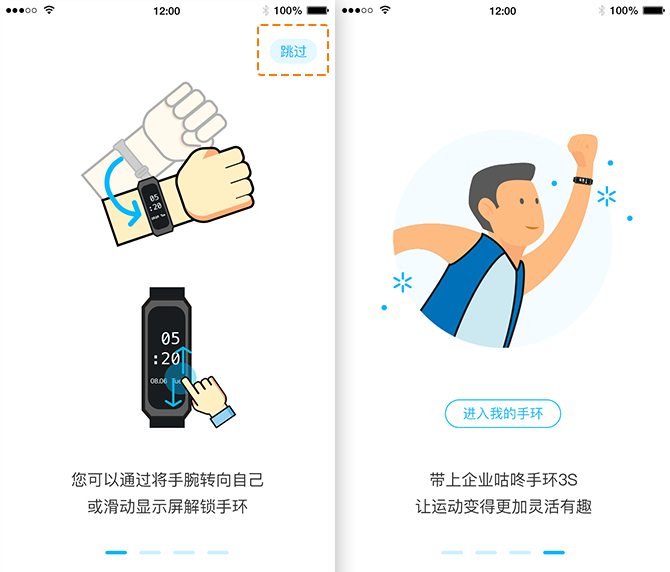 12:00
100%
跳过
05
:20
05
:20
08.06 Tue
您可以通过将手腕转向自己
或滑动显示屏解锁手环
12:00
100%
进入我的手环
带上企业咕咚手环3S
让运动变得更加灵活有趣